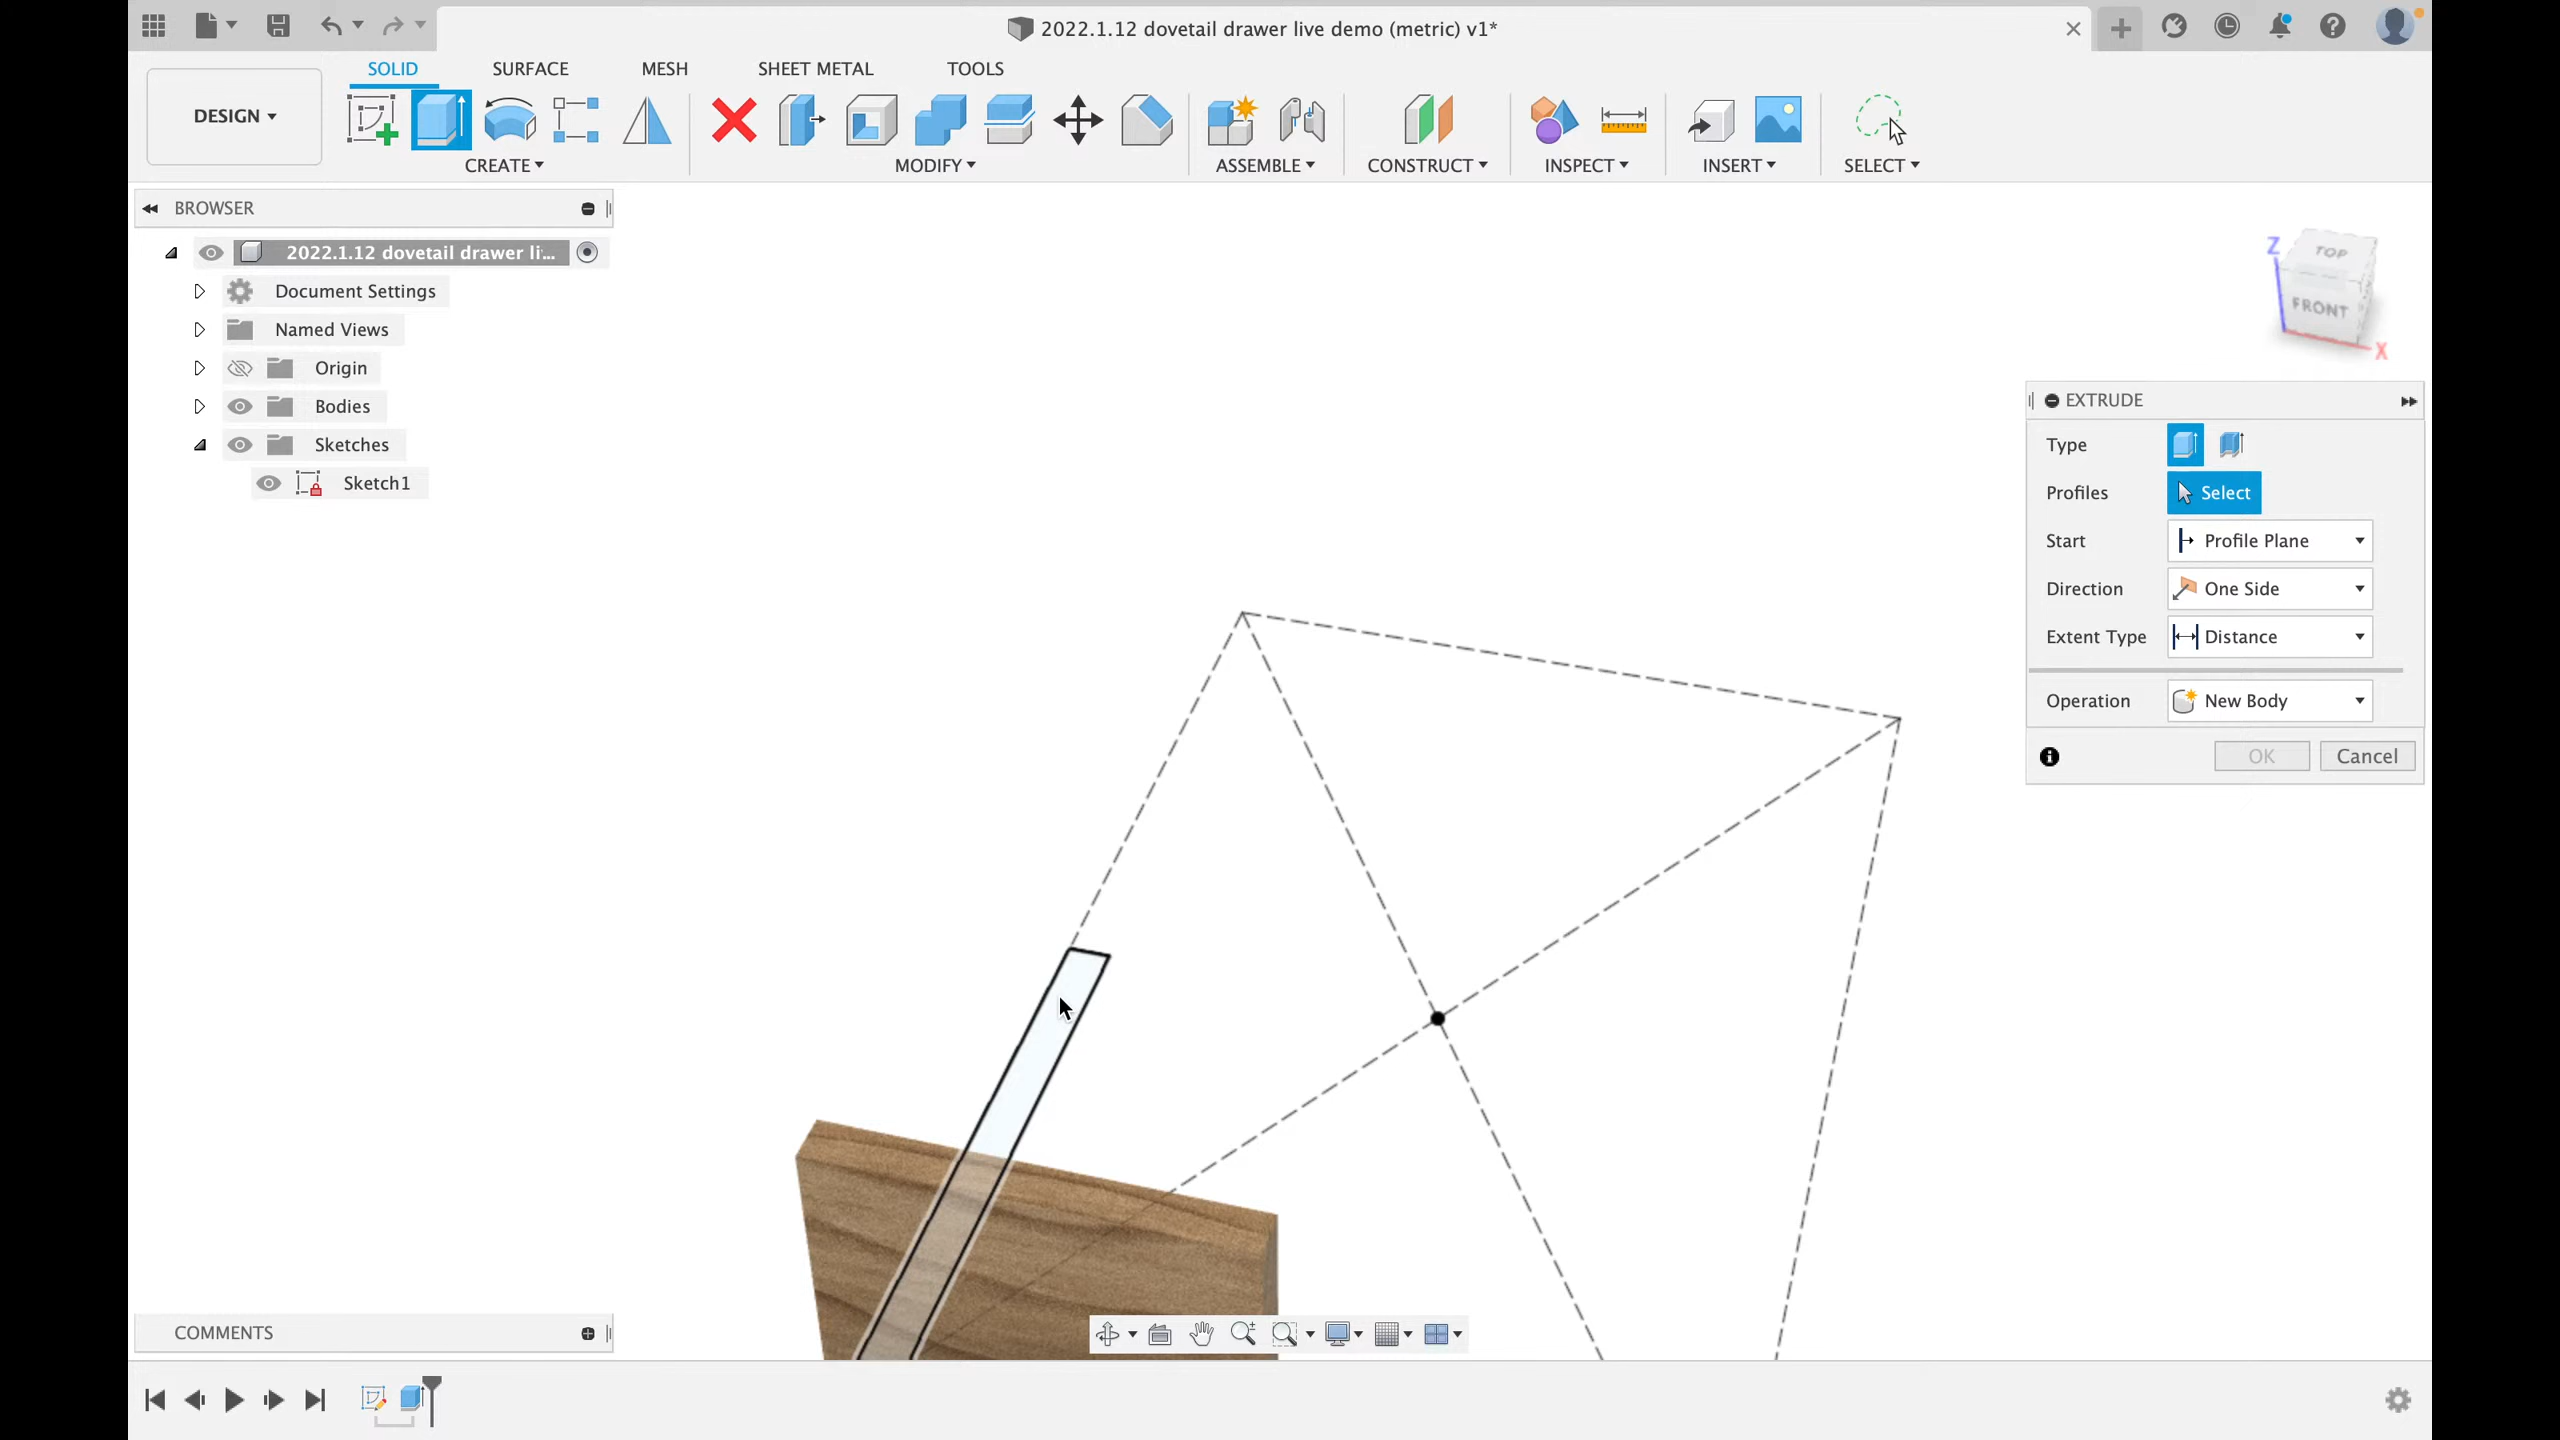 2022.1.12 dovetail drawer live demo (metric) v1*
SOLID SURFACE MESH SHEET METAL TOOLS
DESIGN
CREATE MODIFY ASSEMBLE CONSTRUCT INSPECT INSERT SELECT
BROWSER
2022.1.12 dovetail drawer li...
Document Settings
Named Views
Origin
Bodies
Sketches
Sketch1
Z
TOP
FRONT
X
EXTRUDE
Type
Profiles Select
Start Profile Plane
Direction One Side
Extent Type Distance
Operation New Body
OK Cancel
COMMENTS